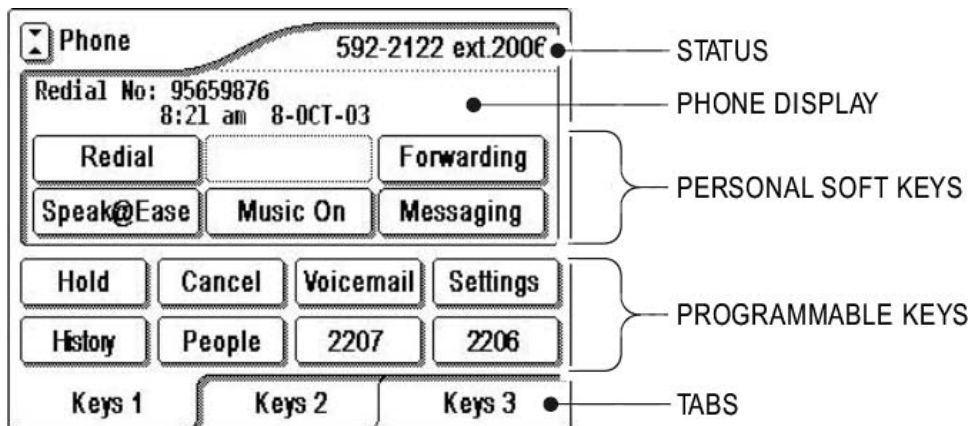 Phone
592-2122 ext.2006
STATUS
Redial No: 95659876
8:21 am 8-OCT-03
PHONE DISPLAY
Redial
Forwarding
Speak@Ease
Music On
Messaging
PERSONAL SOFT KEYS
Hold
Cancel
Voicemail
Settings
History
People
2207
2206
PROGRAMMABLE KEYS
Keys 1
Keys 2
Keys 3
TABS